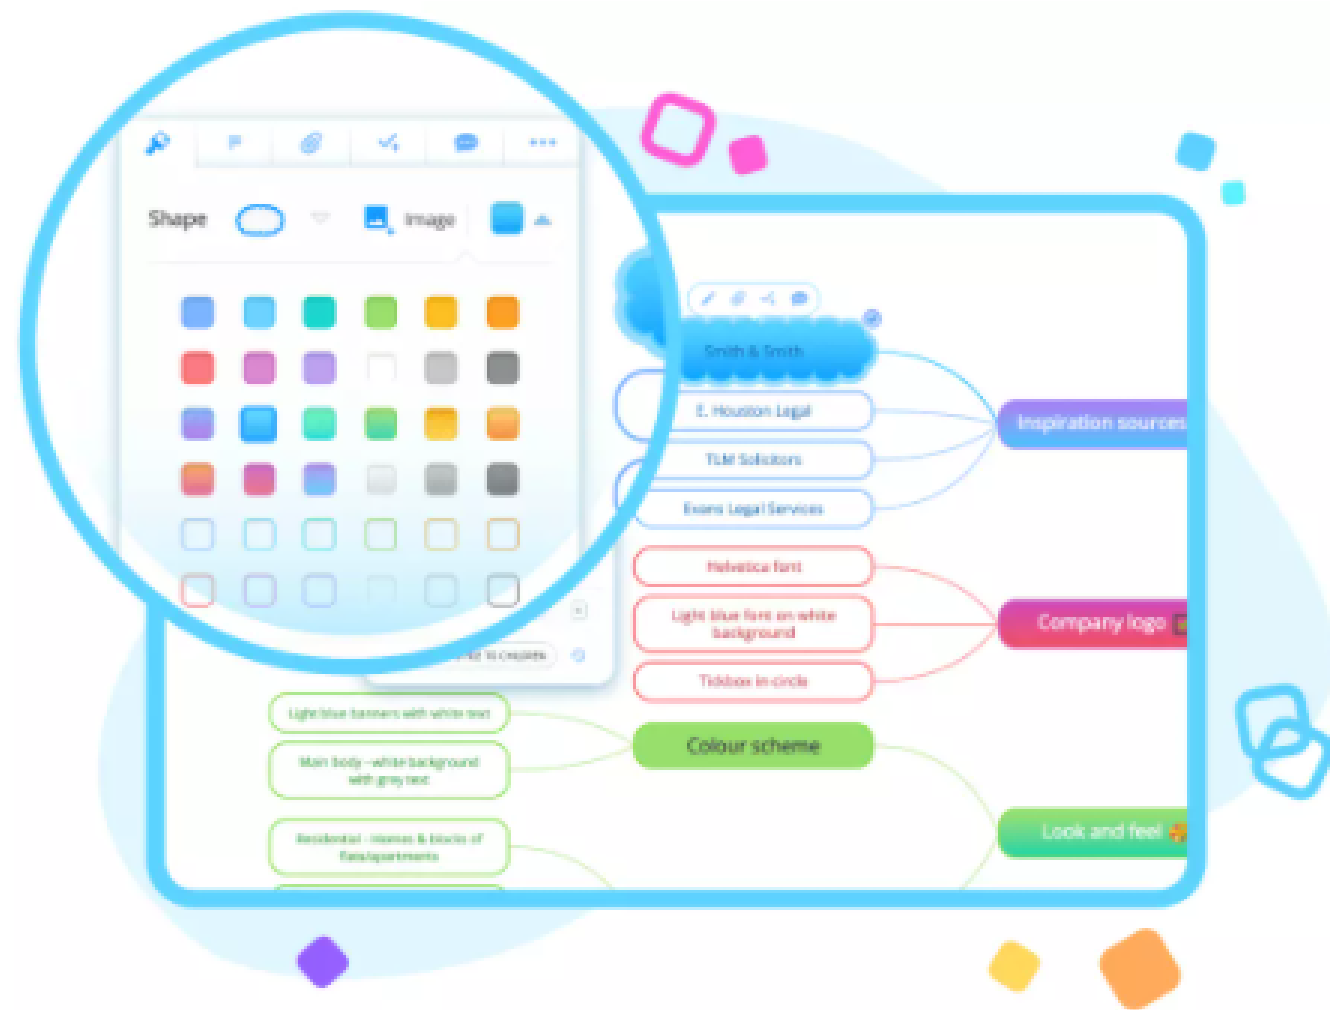 Shape
Image
Smith & Smith
E. Houston Legal
TLM Solicitors
Evans Legal Services
Inspiration sources
Helvetica font
Light blue font on white
background
Tickbox in circle
Company logo
TO CHILDREN
Light blue banners with white text
Main body - white background
with grey text
Colour scheme
Residential - Homes & blocks of
flats/apartments
Look and feel